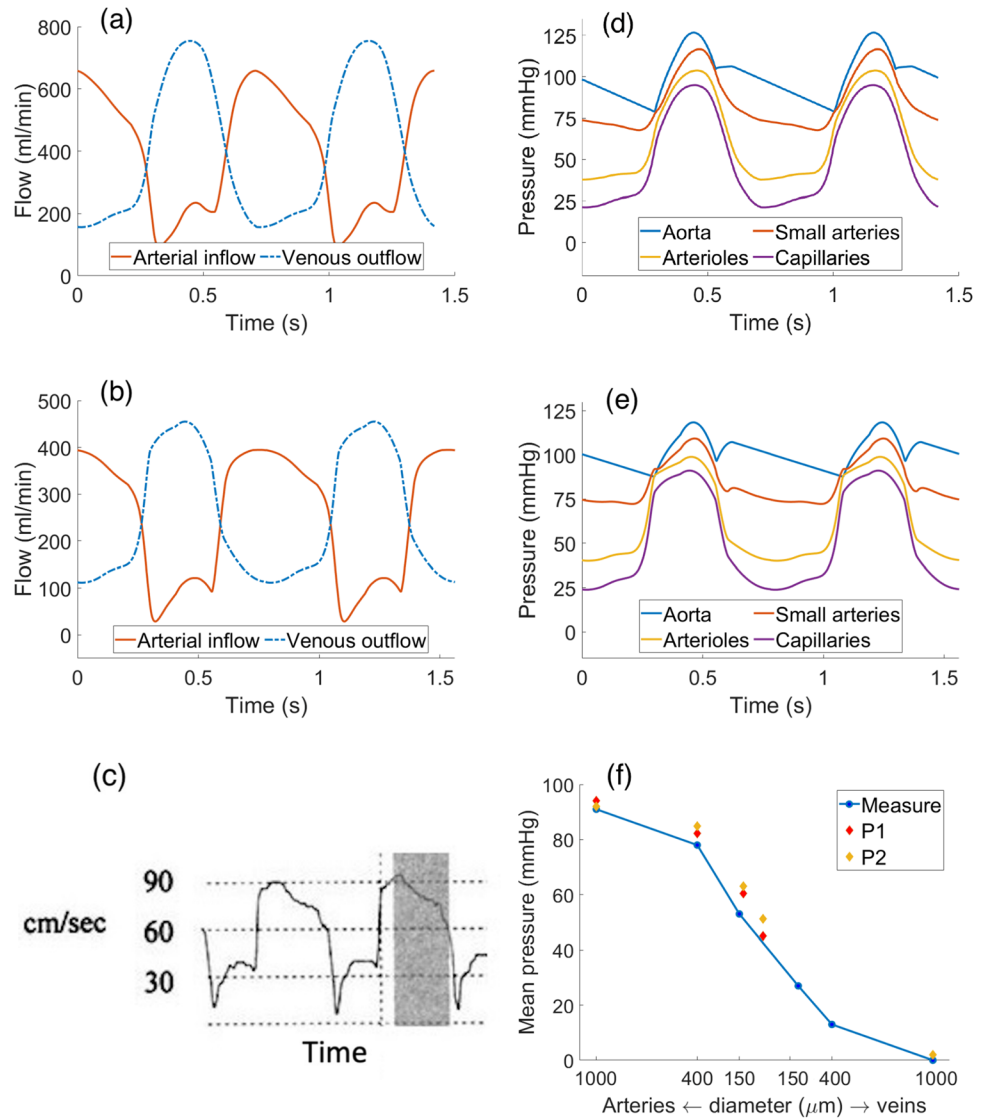 (a)
Flow (ml/min)
800
600
400
200
0
Arterial inflow Venous outflow
0 0.5 1 1.5
Time (s)
(d)
Pressure (mmHg)
125
100
75
50
25
0
Aorta Small arteries
Arterioles Capillaries
0 0.5 1 1.5
Time (s)
(b)
Flow (ml/min)
500
400
300
200
100
0
Arterial inflow Venous outflow
0 0.5 1 1.5
Time (s)
(e)
Pressure (mmHg)
125
100
75
50
25
0
Aorta Small arteries
Arterioles Capillaries
0 0.5 1 1.5
Time (s)
(c)
cm/sec
90
60
30
Time
(f)
Mean pressure (mmHg)
100
80
60
40
20
0
Measure
P1
P2
1000 400 150 150 400 1000
Arteries ← diameter (μm) → veins